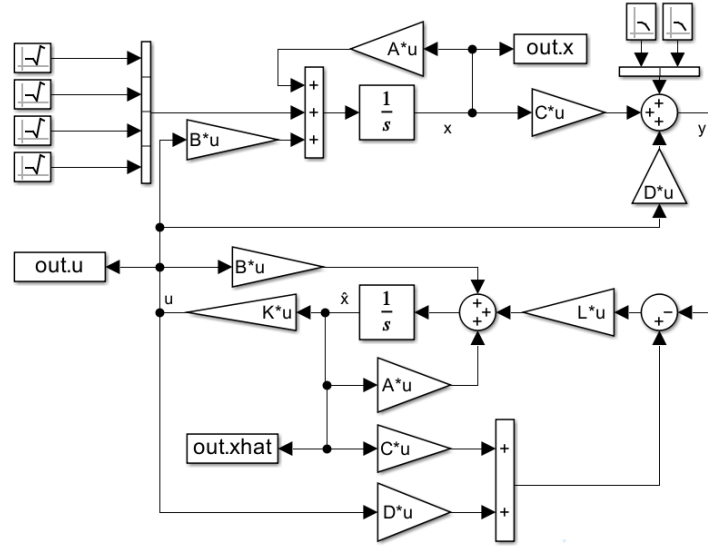 A*u
out.x
+
+
+
1
s
x
C*u
+
+
+
y
B*u
D*u
out.u
B*u
u
K*u
x̂
1
s
+
+
+
L*u
+
−
A*u
out.xhat
C*u
+
D*u
+